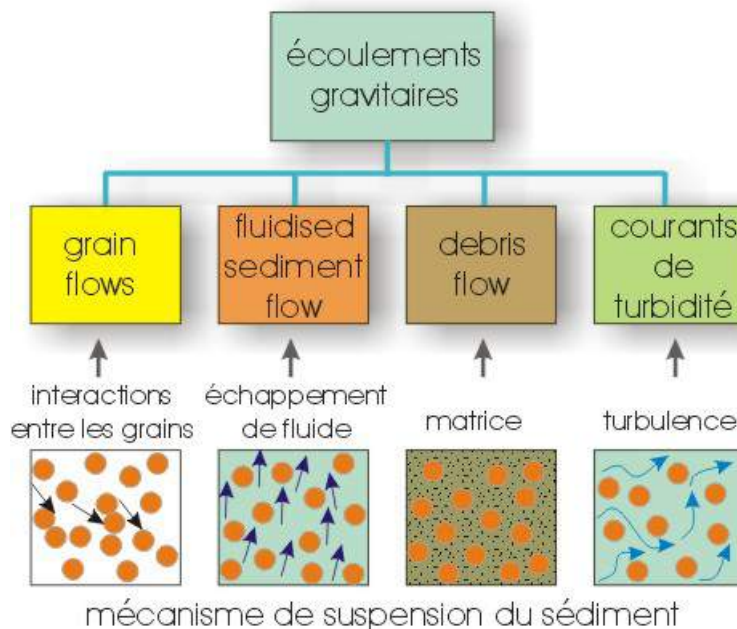 écoulements
gravitaires
grain
flows
fluidised
sediment
flow
debris
flow
courants
de
turbidité
interactions
entre les grains
échappement
de fluide
matrice
turbulence
mécanisme de suspension du sédiment